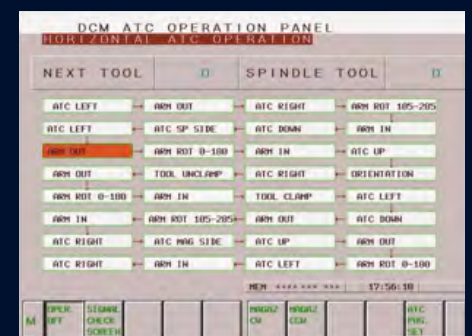 DCM ATC OPERATION PANEL
HORIZONTAL ATC OPERATION
NEXT TOOL 0 SPINDLE TOOL 0
ATC LEFT ARM OUT ATC RIGHT ARM ROT 105-285
ATC LEFT ATC SP SIDE ATC DOWN ARM IN
ARM OUT ARM ROT 0-180 ARM IN ATC UP
ARM OUT TOOL UNCLAMP ATC RIGHT ORIENTATION
ARM ROT 0-180 ARM IN TOOL CLAMP ATC LEFT
ARM IN ARM ROT 105-285 ARM OUT ATC DOWN
ATC RIGHT ATC MAG SIDE ATC UP ARM OUT
ATC RIGHT ARM IN ATC LEFT ARM ROT 0-180
MEM **** *** *** 17:56:18
M OPER. OFF SIGNAL CHECK SCREEN MAGAZ CW MAGAZ CCW ATC POS. SET